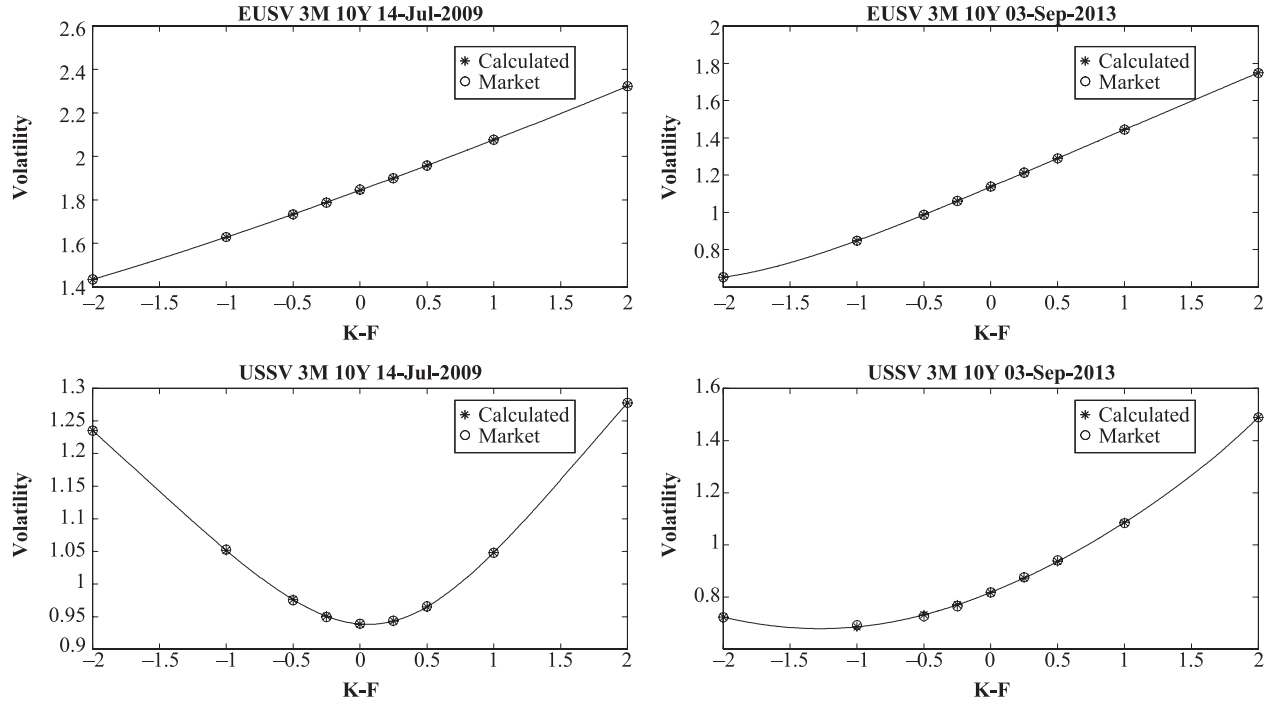 EUSV 3M 10Y 14-Jul-2009
2.6
2.4
2.2
2
1.8
1.6
1.4
Volatility
Calculated
Market
–2 –1 –0.5 0 0.5 1 1.5 2
K-F
EUSV 3M 10Y 03-Sep-2013
2
1.8
1.6
1.4
1.2
1
0.8
Volatility
Calculated
Market
–2 –1.5 –1 –0.5 0 0.5 1 1.5 2
K-F
USSV 3M 10Y 14-Jul-2009
1.3
1.25
1.2
1.15
1.1
1.05
1
0.95
0.9
Volatility
Calculated
Market
–2 –1 –1 –0.5 0 0.5 1 1.5 2
K-F
USSV 3M 10Y 03-Sep-2013
1.6
1.4
1.2
1
0.8
Volatility
Calculated
Market
–2 –1.5 –1 –0.5 0 0.5 1 1.5 2
K-F